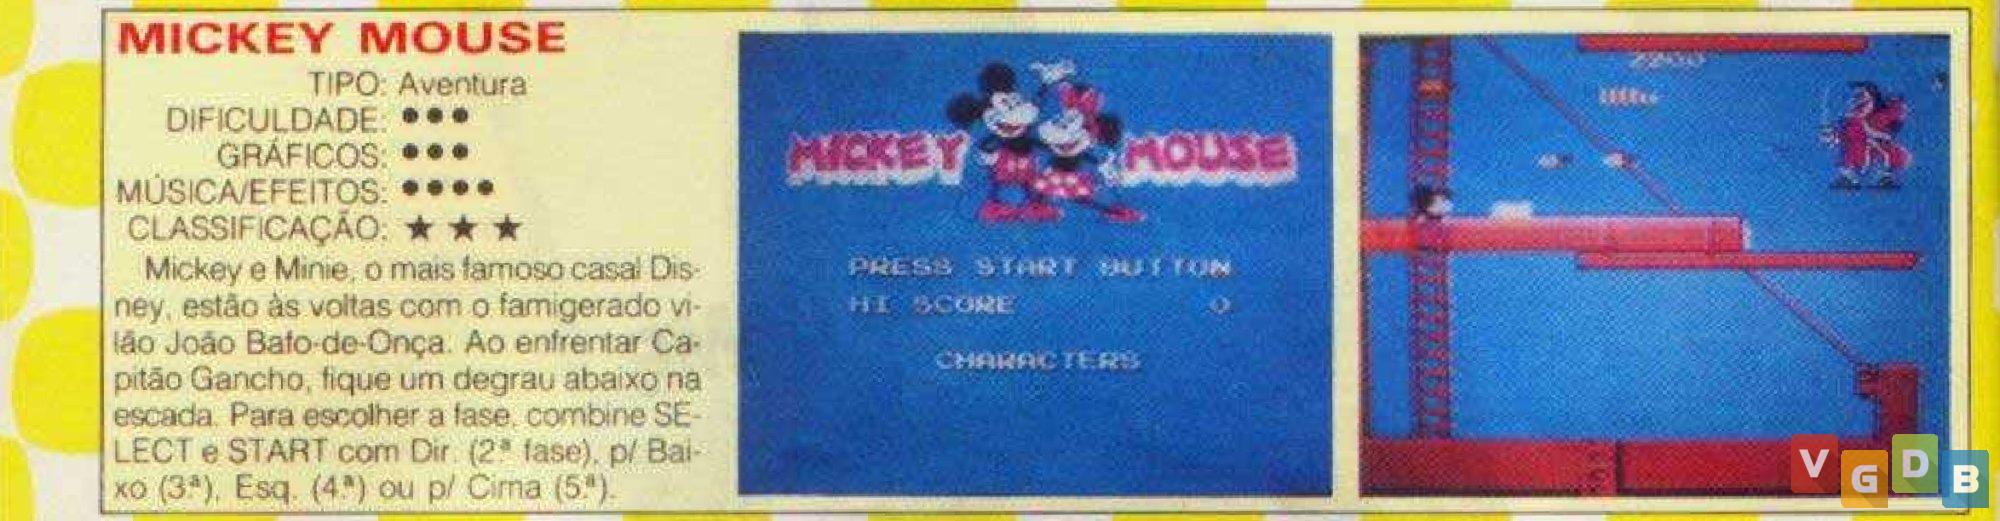 MICKEY MOUSE
TIPO: Aventura
DIFICULDADE: ●●●
GRÁFICOS: ●●●
MÚSICA/EFEITOS: ●●●●
CLASSIFICAÇÃO: ★ ★ ★
Mickey e Minie, o mais famoso casal Dis-
ney, estão às voltas com o famigerado vi-
lão João Bafo-de-Onça. Ao enfrentar Ca-
pitão Gancho, fique um degrau abaixo na
escada. Para escolher a fase, combine SE-
LECT e START com Dir. (2ª fase), p/ Bai-
xo (3ª), Esq. (4ª) ou p/ Cima (5ª).
MICKEY MOUSE
PRESS START BUTTON
HI SCORE 0
CHARACTERS
2200
VGDB